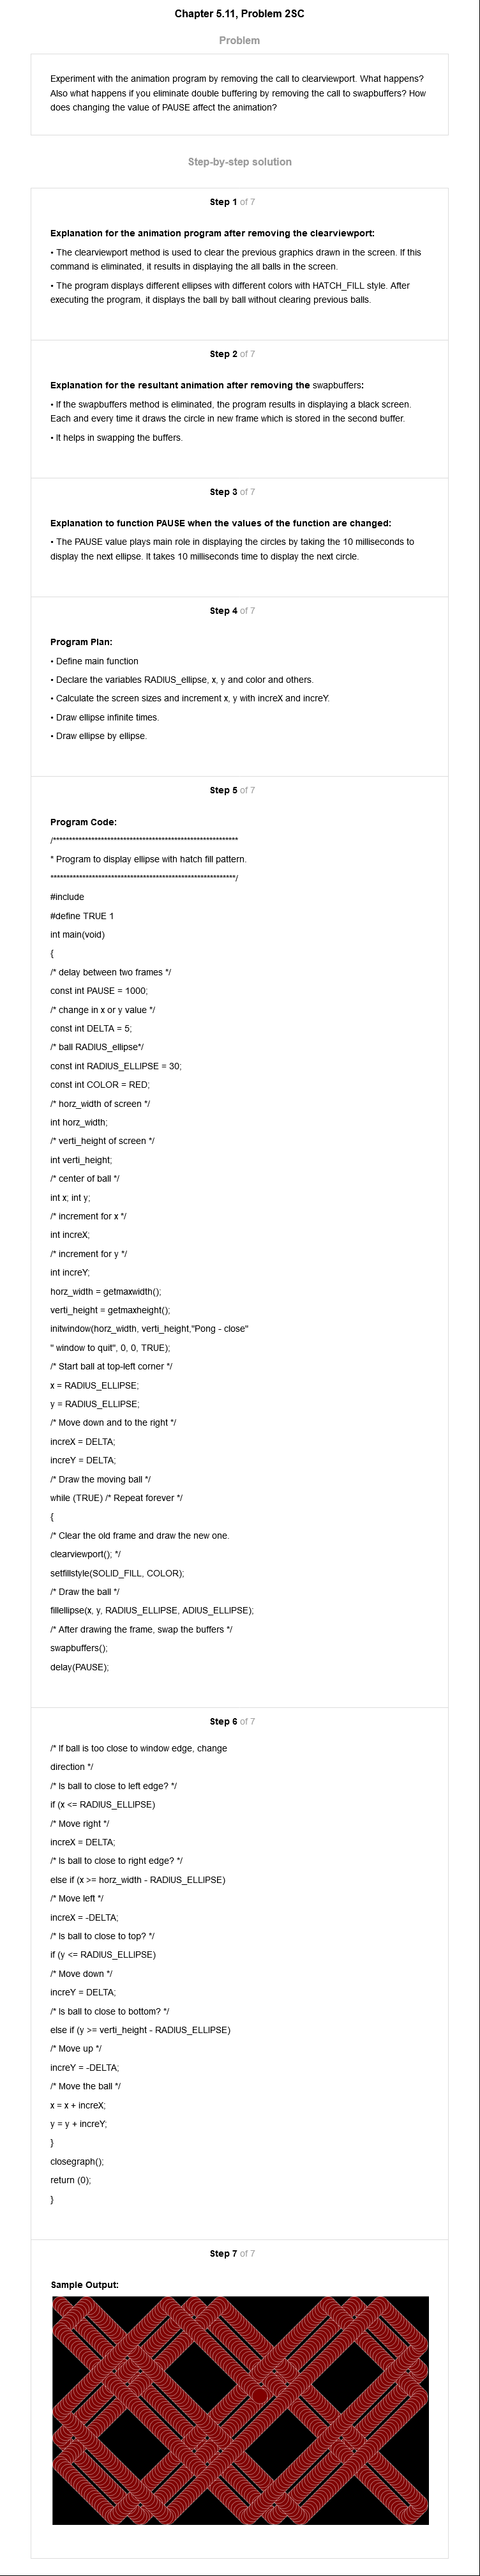 Chapter 5.11, Problem 2SC
Problem
Experiment with the animation program by removing the call to clearviewport. What happens?
Also what happens if you eliminate double buffering by removing the call to swapbuffers? How
does changing the value of PAUSE affect the animation?
Step-by-step solution
Step 1 of 7
Explanation for the animation program after removing the clearviewport:
• The clearviewport method is used to clear the previous graphics drawn in the screen. If this
command is eliminated, it results in displaying the all balls in the screen.
• The program displays different ellipses with different colors with HATCH_FILL style. After
executing the program, it displays the ball by ball without clearing previous balls.
Step 2 of 7
Explanation for the resultant animation after removing the swapbuffers:
• If the swapbuffers method is eliminated, the program results in displaying a black screen.
Each and every time it draws the circle in new frame which is stored in the second buffer.
• It helps in swapping the buffers.
Step 3 of 7
Explanation to function PAUSE when the values of the function are changed:
• The PAUSE value plays main role in displaying the circles by taking the 10 milliseconds to
display the next ellipse. It takes 10 milliseconds time to display the next circle.
Step 4 of 7
Program Plan:
• Define main function
• Declare the variables RADIUS_ellipse, x, y and color and others.
• Calculate the screen sizes and increment x, y with increX and increY.
• Draw ellipse infinite times.
• Draw ellipse by ellipse.
Step 5 of 7
Program Code:
/**********************************************************
* Program to display ellipse with hatch fill pattern.
**********************************************************/
#include
#define TRUE 1
int main(void)
{
/* delay between two frames */
const int PAUSE = 1000;
/* change in x or y value */
const int DELTA = 5;
/* ball RADIUS_ellipse*/
const int RADIUS_ELLIPSE = 30;
const int COLOR = RED;
/* horz_width of screen */
int horz_width;
/* verti_height of screen */
int verti_height;
/* center of ball */
int x; int y;
/* increment for x */
int increX;
/* increment for y */
int increY;
horz_width = getmaxwidth();
verti_height = getmaxheight();
initwindow(horz_width, verti_height,"Pong - close"
" window to quit", 0, 0, TRUE);
/* Start ball at top-left corner */
x = RADIUS_ELLIPSE;
y = RADIUS_ELLIPSE;
/* Move down and to the right */
increX = DELTA;
increY = DELTA;
/* Draw the moving ball */
while (TRUE) /* Repeat forever */
{
/* Clear the old frame and draw the new one.
clearviewport(); */
setfillstyle(SOLID_FILL, COLOR);
/* Draw the ball */
fillellipse(x, y, RADIUS_ELLIPSE, ADIUS_ELLIPSE);
/* After drawing the frame, swap the buffers */
swapbuffers();
delay(PAUSE);
Step 6 of 7
/* If ball is too close to window edge, change
direction */
/* Is ball to close to left edge? */
if (x <= RADIUS_ELLIPSE)
/* Move right */
increX = DELTA;
/* Is ball to close to right edge? */
else if (x >= horz_width - RADIUS_ELLIPSE)
/* Move left */
increX = -DELTA;
/* Is ball to close to top? */
if (y <= RADIUS_ELLIPSE)
/* Move down */
increY = DELTA;
/* Is ball to close to bottom? */
else if (y >= verti_height - RADIUS_ELLIPSE)
/* Move up */
increY = -DELTA;
/* Move the ball */
x = x + increX;
y = y + increY;
}
closegraph();
return (0);
}
Step 7 of 7
Sample Output: